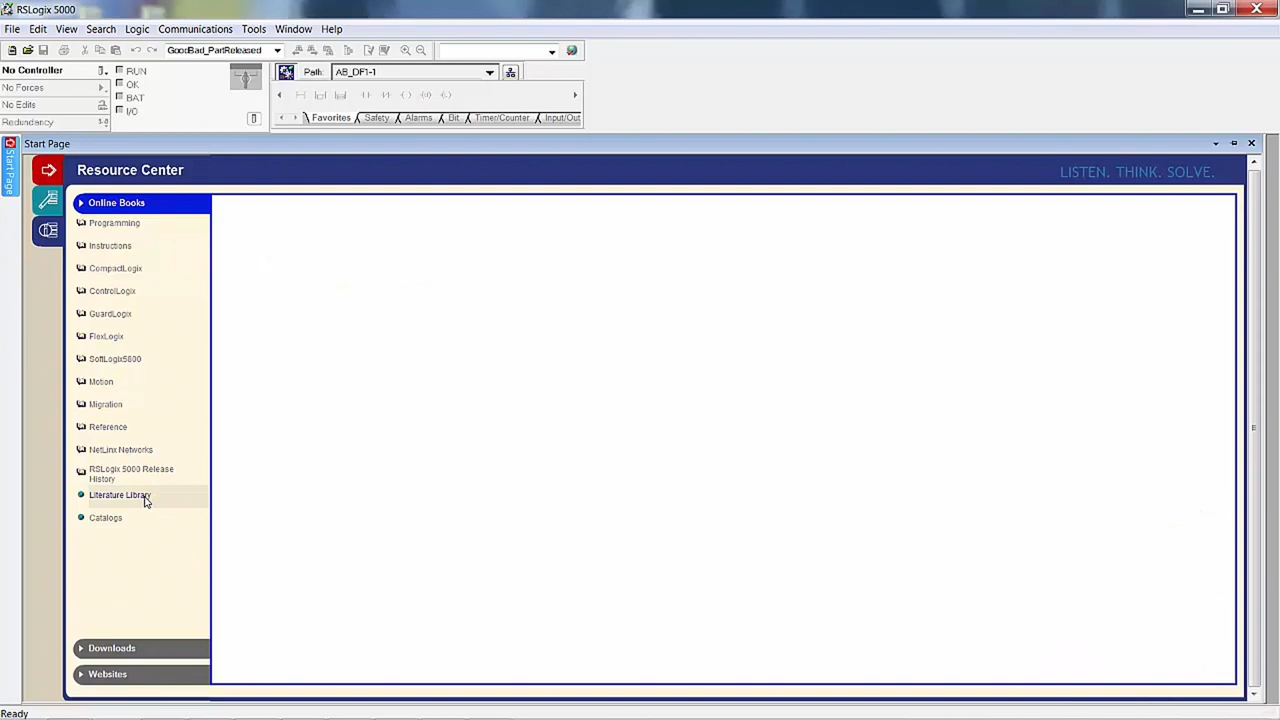 RSLogix 5000
File Edit View Search Logic Communications Tools Window Help
GoodBad_PartReleased
No Controller
RUN
Path: AB_DF1-1
No Forces
OK
No Edits
BAT
Redundancy
I/O
Favorites Safety Alarms Bit Timer/Counter Input/Out
Start Page
Start Page
Resource Center
LISTEN. THINK. SOLVE.
Online Books
Programming
Instructions
CompactLogix
ControlLogix
GuardLogix
FlexLogix
SoftLogix5800
Motion
Migration
Reference
NetLinx Networks
RSLogix 5000 Release
History
Literature Library
Catalogs
Downloads
Websites
Ready